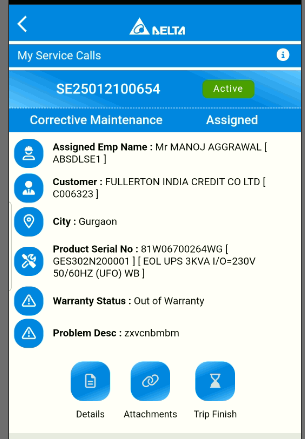 DELTA
My Service Calls
SE25012100654
Active
Corrective Maintenance
Assigned
Assigned Emp Name : Mr MANOJ AGGRAWAL [
ABSDLSE1 ]
Customer : FULLERTON INDIA CREDIT CO LTD [
C006323 ]
City : Gurgaon
Product Serial No : 81W06700264WG [
GES302N200001 ] [ EOL UPS 3KVA I/O=230V
50/60HZ (UFO) WB ]
Warranty Status : Out of Warranty
Problem Desc : zxvcnbmbm
Details
Attachments
Trip Finish